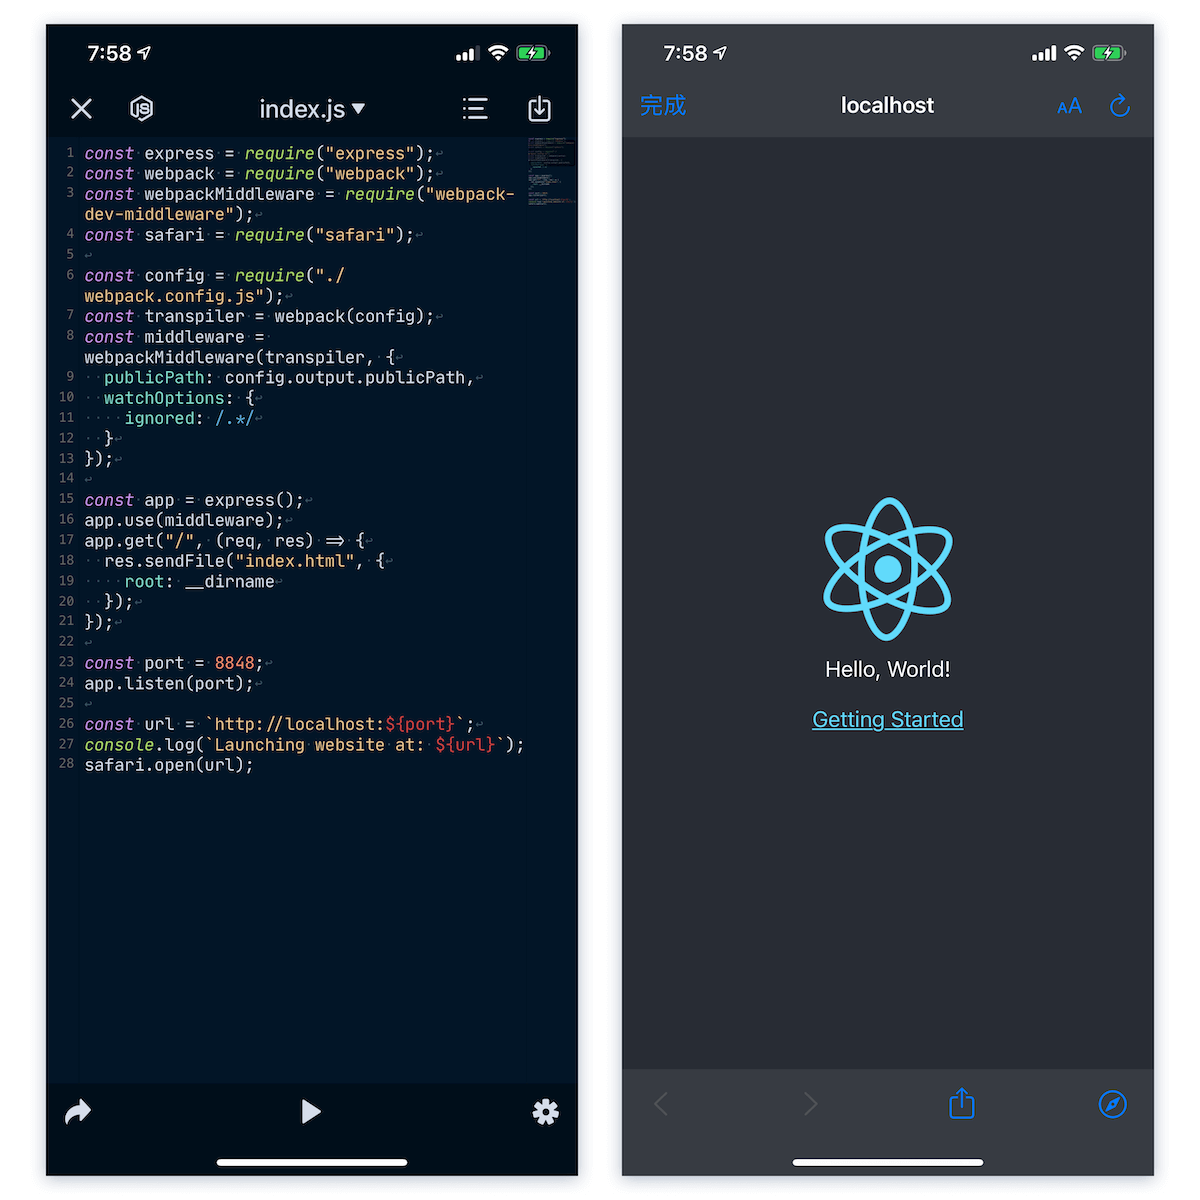 7:58
JS
index.js
1 const express = require("express");
2 const webpack = require("webpack");
3 const webpackMiddleware = require("webpack-
dev-middleware");
4 const safari = require("safari");
5
6 const config = require("./
webpack.config.js");
7 const transpiler = webpack(config);
8 const middleware =
webpackMiddleware(transpiler, {
9   publicPath: config.output.publicPath,
10   watchOptions: {
11     ignored: /.*/
12   }
13 });
14
15 const app = express();
16 app.use(middleware);
17 app.get("/", (req, res) => {
18   res.sendFile("index.html", {
19     root: __dirname
20   });
21 });
22
23 const port = 8848;
24 app.listen(port);
25
26 const url = `http://localhost:${port}`;
27 console.log(`Launching website at: ${url}`);
28 safari.open(url);
7:58
完成 localhost AA
Hello, World!
Getting Started